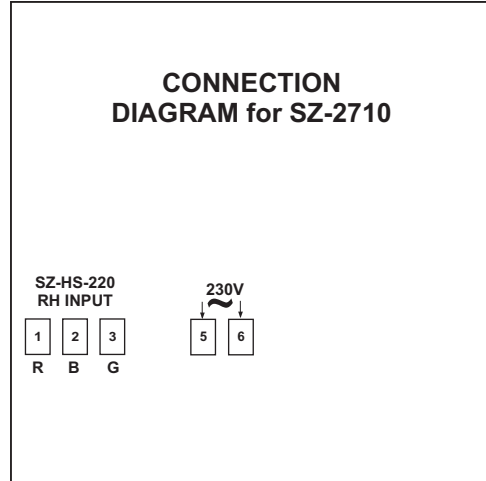 CONNECTION
DIAGRAM for SZ-2710
SZ-HS-220
RH INPUT
1 2 3
R B G
230V
~
5 6